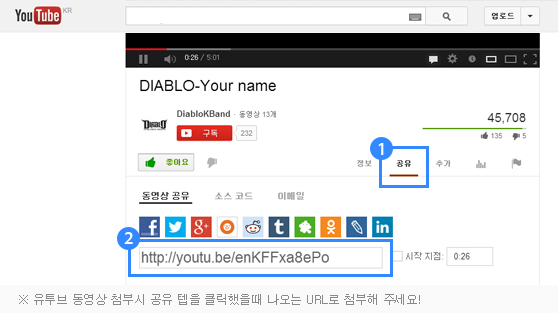 YouTube KR
업로드
0:26 / 5:01
DIABLO-Your name
DIABLO
DiabloKBand · 동영상 13개
구독 232
45,708
135 5
좋아요
정보 1 공유 추가
동영상 공유 소스 코드 이메일
f g+ t in
2
http://youtu.be/enKFFxa8ePo 시작 지점: 0:26
※ 유투브 동영상 첨부시 공유 텝을 클릭했을때 나오는 URL로 첨부해 주세요!